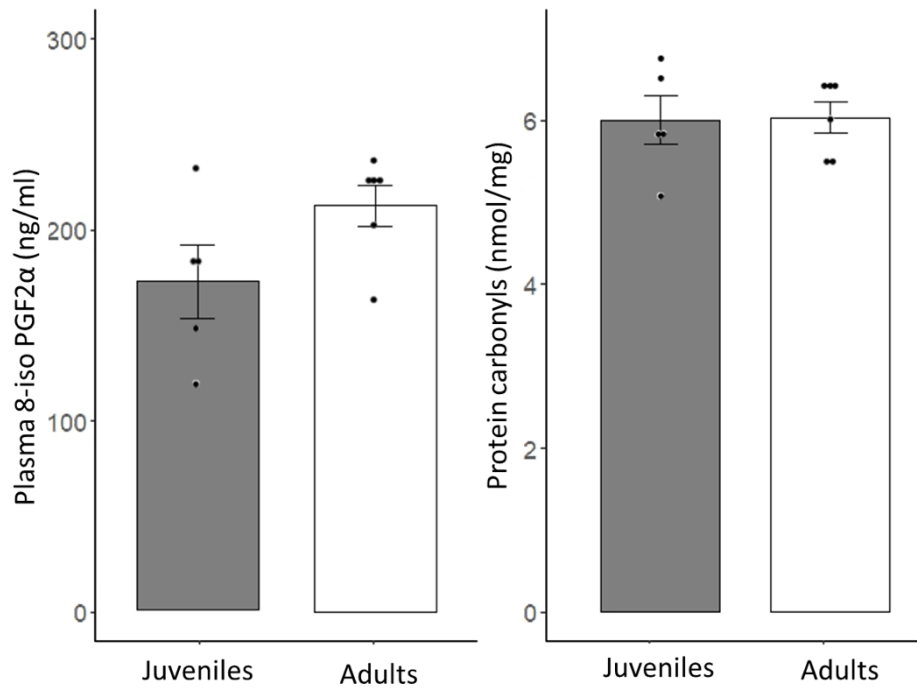 Plasma 8-iso PGF2α (ng/ml)
300
200
100
0
Juveniles
Adults
Protein carbonyls (nmol/mg)
6
4
2
0
Juveniles
Adults